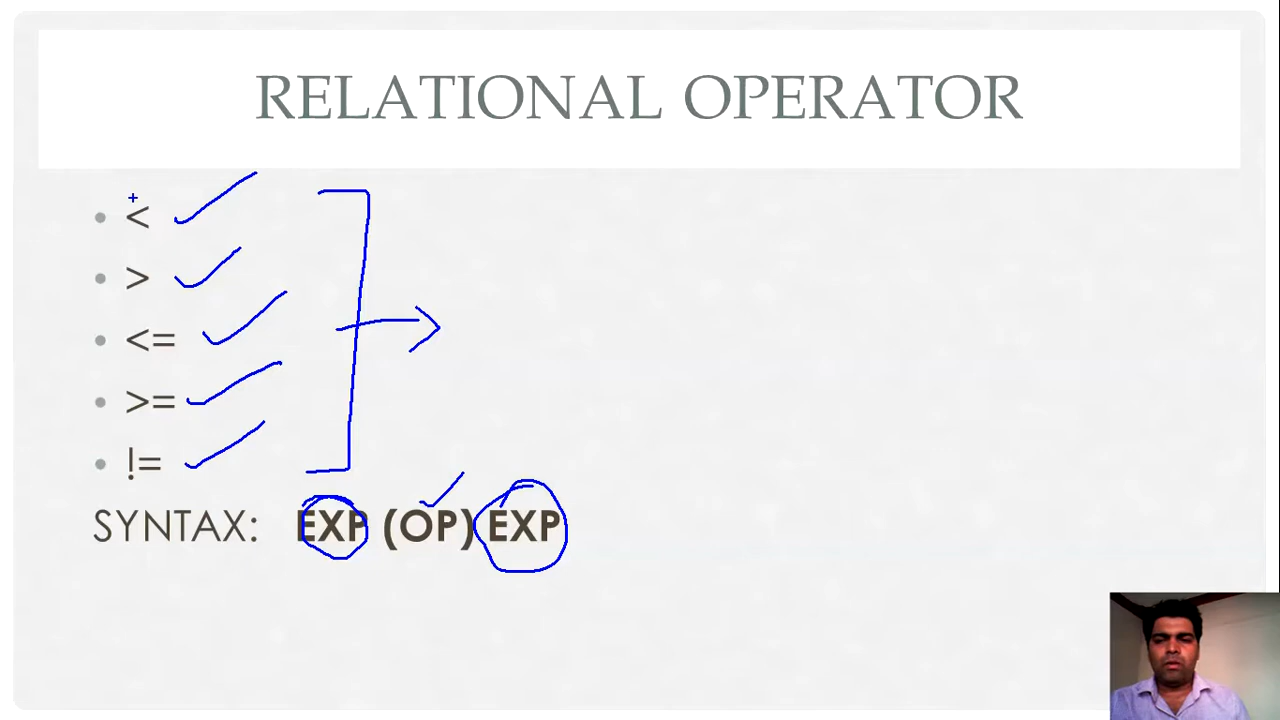 RELATIONAL OPERATOR
• <
• >
• <=
• >=
• !=
SYNTAX: EXP (OP) EXP